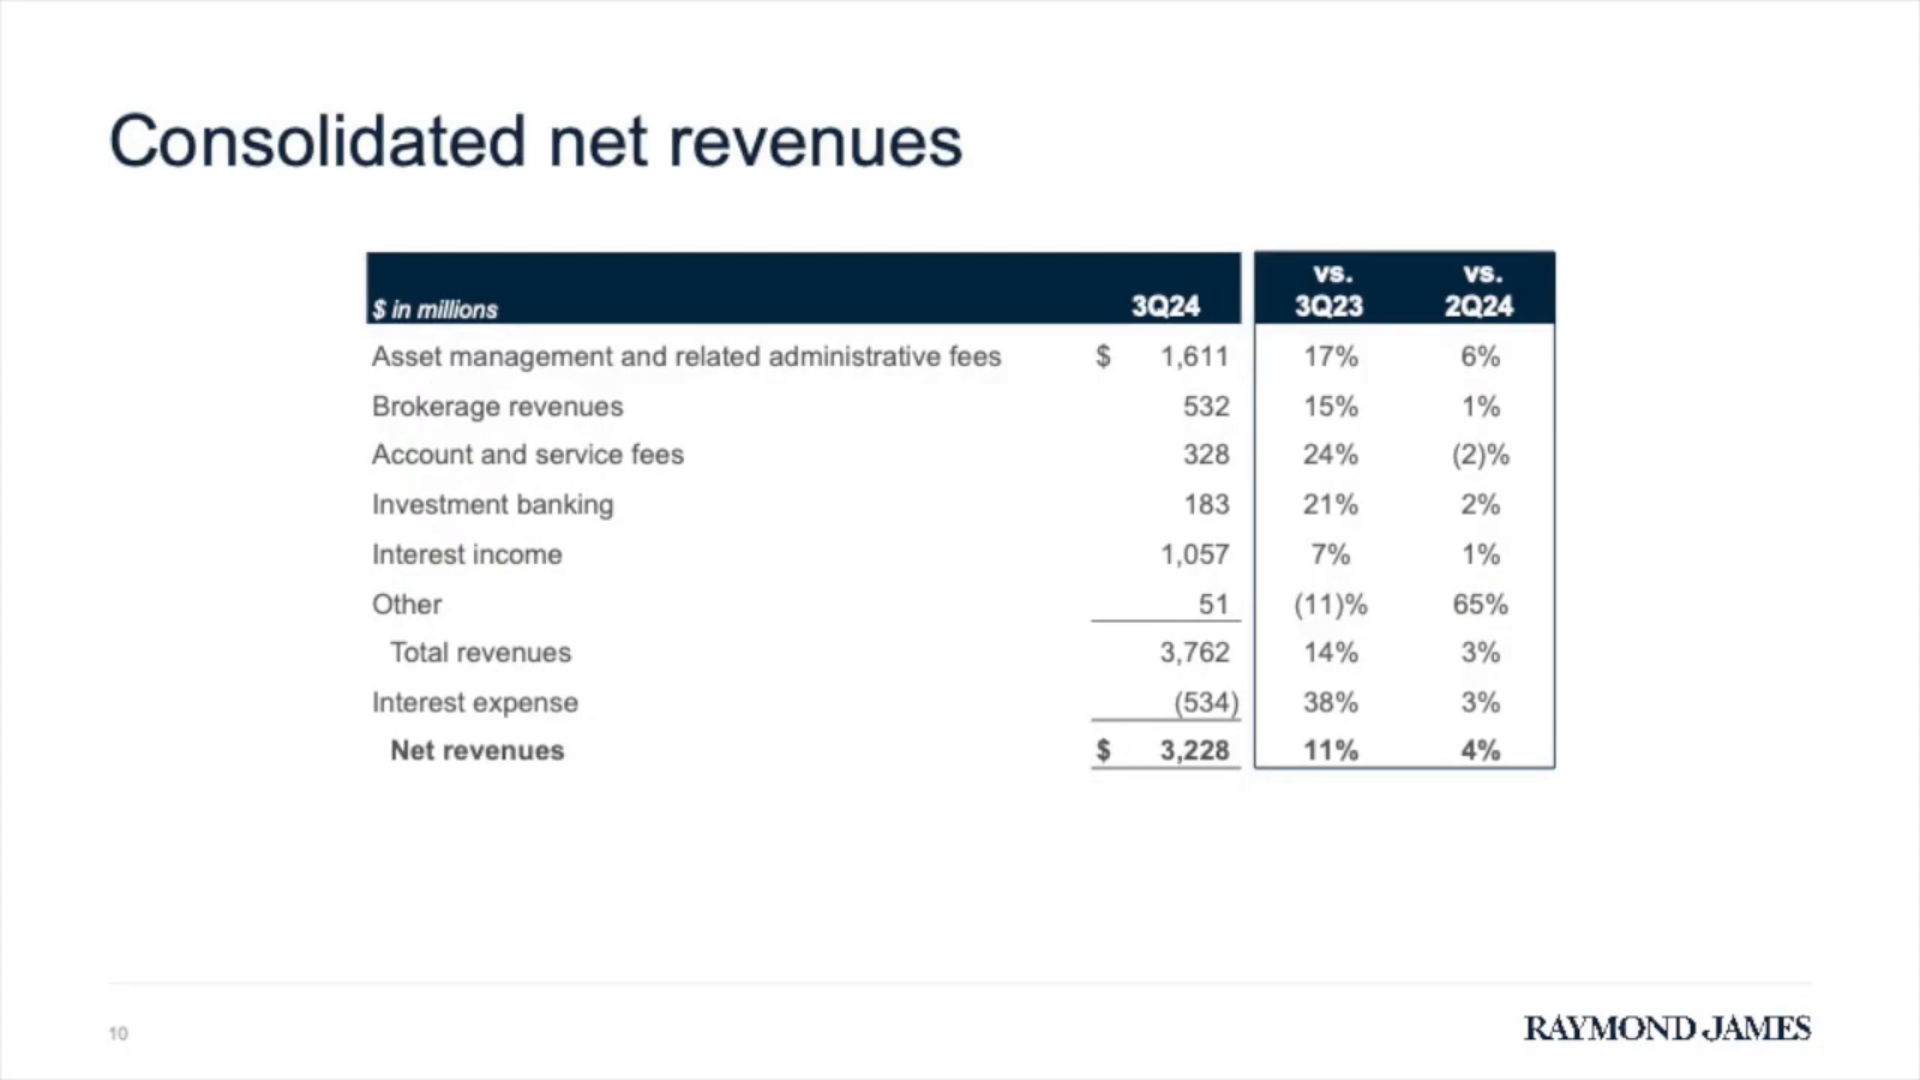 Consolidated net revenues
$ in millions 3Q24 vs. 3Q23 vs. 2Q24
Asset management and related administrative fees $ 1,611 17% 6%
Brokerage revenues 532 15% 1%
Account and service fees 328 24% (2)%
Investment banking 183 21% 2%
Interest income 1,057 7% 1%
Other 51 (11)% 65%
Total revenues 3,762 14% 3%
Interest expense (534) 38% 3%
Net revenues $ 3,228 11% 4%
10
RAYMOND JAMES